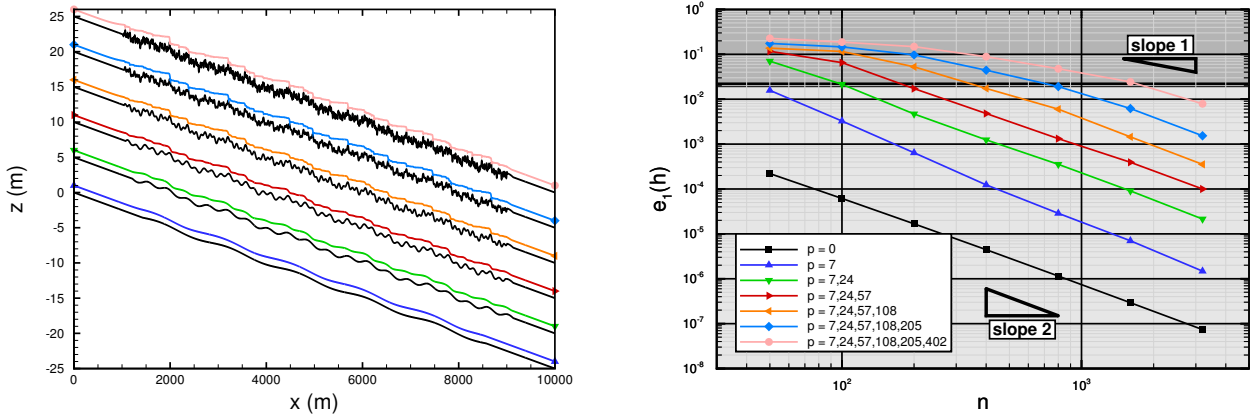 25
20
15
10
5
0
-5
-10
-15
-20
-25
z (m)
0
2000
4000
6000
8000
10000
x (m)
10^0
10^-1
10^-2
10^-3
10^-4
10^-5
10^-6
10^-7
10^-8
e_1(h)
slope 1
p = 0
p = 7
p = 7,24
p = 7,24,57
p = 7,24,57,108
p = 7,24,57,108,205
p = 7,24,57,108,205,402
slope 2
10^2
10^3
n